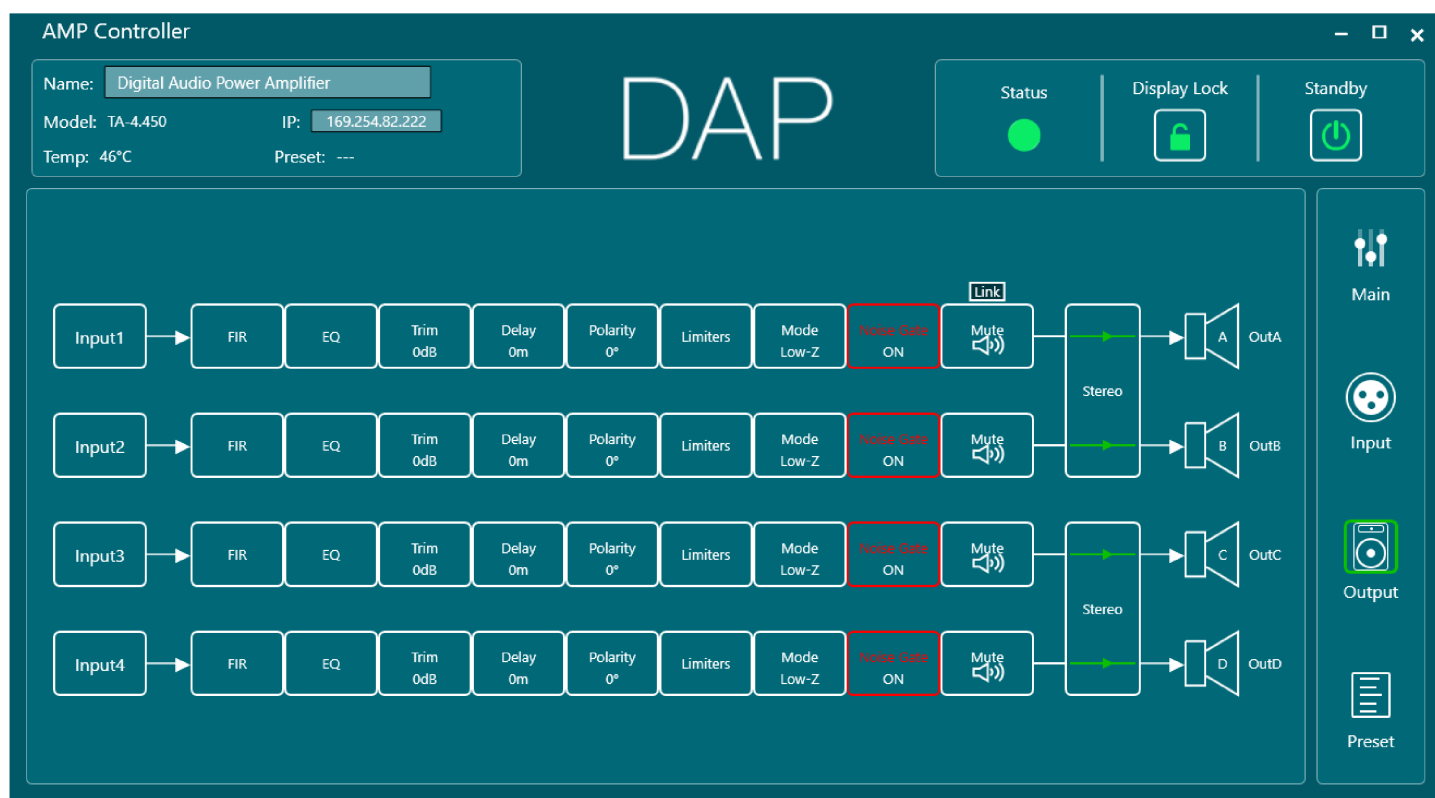 AMP Controller
Name: Digital Audio Power Amplifier
Model: TA-4.450 IP: 169.254.82.222
Temp: 46°C Preset: ---
DAP
Status Display Lock Standby
Link
Input1 FIR EQ Trim 0dB Delay 0m Polarity 0° Limiters Mode Low-Z Noise Gate ON Mute A OutA
Stereo
Input2 FIR EQ Trim 0dB Delay 0m Polarity 0° Limiters Mode Low-Z Noise Gate ON Mute B OutB
Input3 FIR EQ Trim 0dB Delay 0m Polarity 0° Limiters Mode Low-Z Noise Gate ON Mute C OutC
Stereo
Input4 FIR EQ Trim 0dB Delay 0m Polarity 0° Limiters Mode Low-Z Noise Gate ON Mute D OutD
Main
Input
Output
Preset